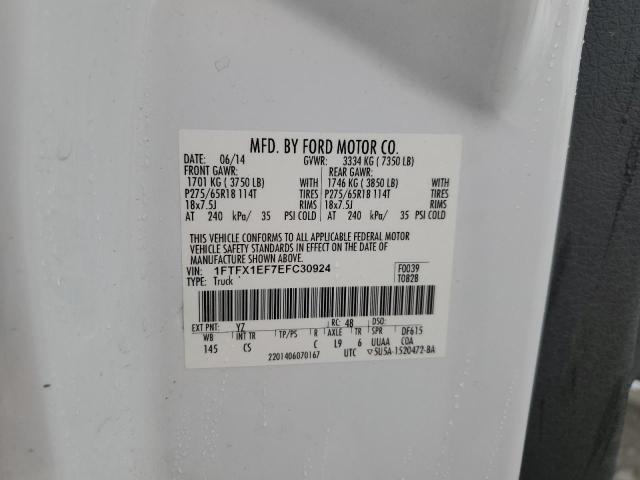 MFD. BY FORD MOTOR CO.
DATE: 06/14 GVWR: 3334 KG ( 7350 LB)
FRONT GAWR: REAR GAWR:
1701 KG ( 3750 LB) WITH 1746 KG ( 3850 LB) WITH
P275/65R18 114T TIRES P275/65R18 114T TIRES
18x7.5J RIMS 18x7.5J RIMS
AT 240 kPa/ 35 PSI COLD AT 240 kPa/ 35 PSI COLD
THIS VEHICLE CONFORMS TO ALL APPLICABLE FEDERAL MOTOR
VEHICLE SAFETY STANDARDS IN EFFECT ON THE DATE OF
MANUFACTURE SHOWN ABOVE.
VIN: 1FTFX1EF7EFC30924 F0039
TYPE: Truck T0B2B
EXT PNT: YZ RC: 48 DSO:
WB INT TR TP/PS R AXLE TR SPR DF615
145 CS C L9 6 UUAA C0A
2201406070167 UTC ▽5U5A-1520472-BA